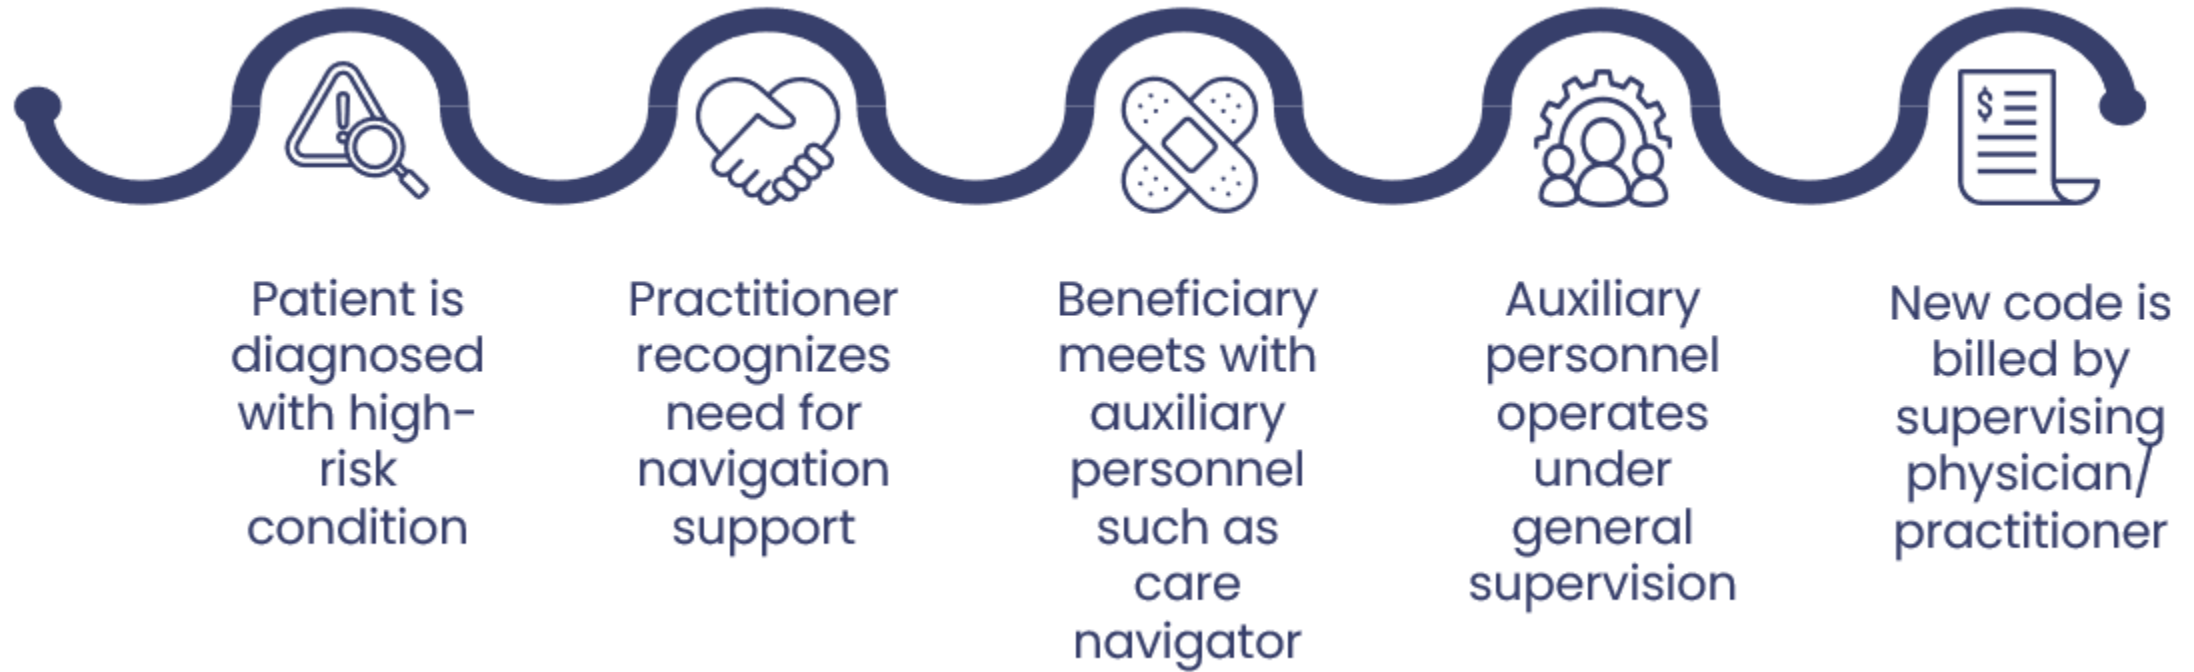 Patient is
diagnosed
with high-
risk
condition
Practitioner
recognizes
need for
navigation
support
Beneficiary
meets with
auxiliary
personnel
such as
care
navigator
Auxiliary
personnel
operates
under
general
supervision
$
New code is
billed by
supervising
physician/
practitioner